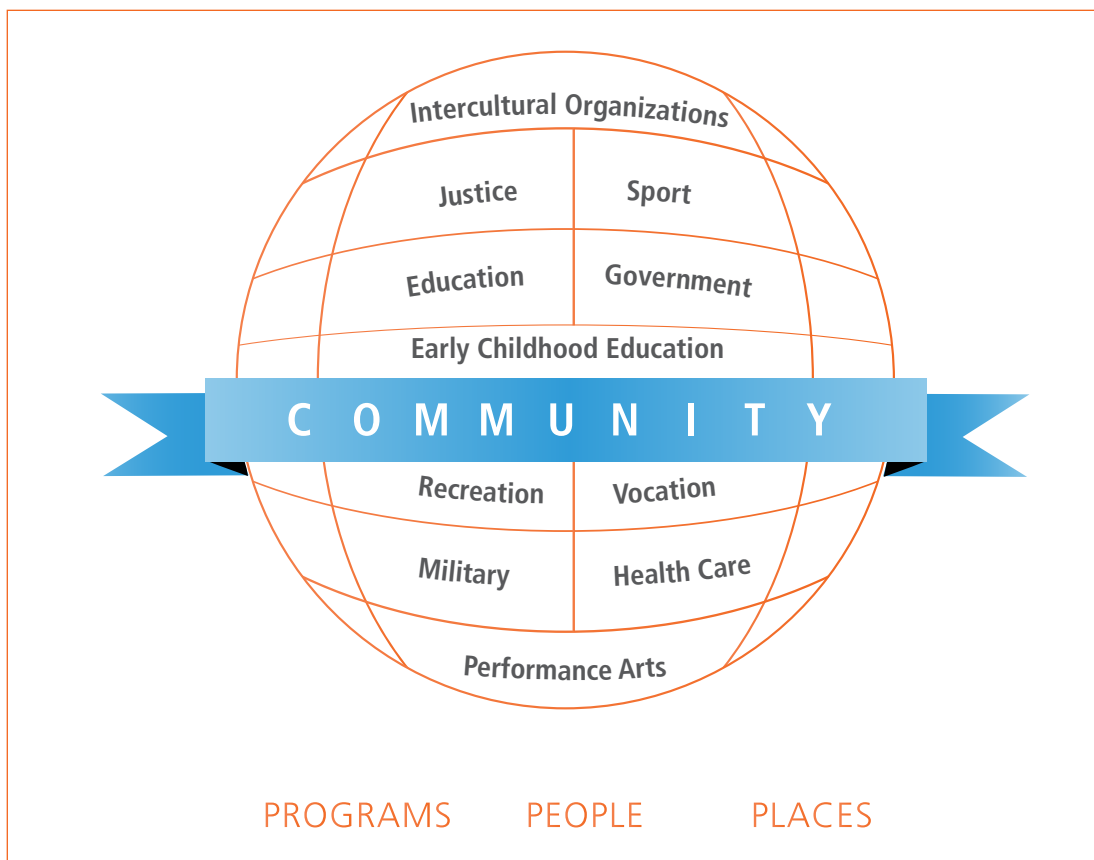 Intercultural Organizations
Justice Sport
Education Government
Early Childhood Education
COMMUNITY
Recreation Vocation
Military Health Care
Performance Arts
PROGRAMS PEOPLE PLACES